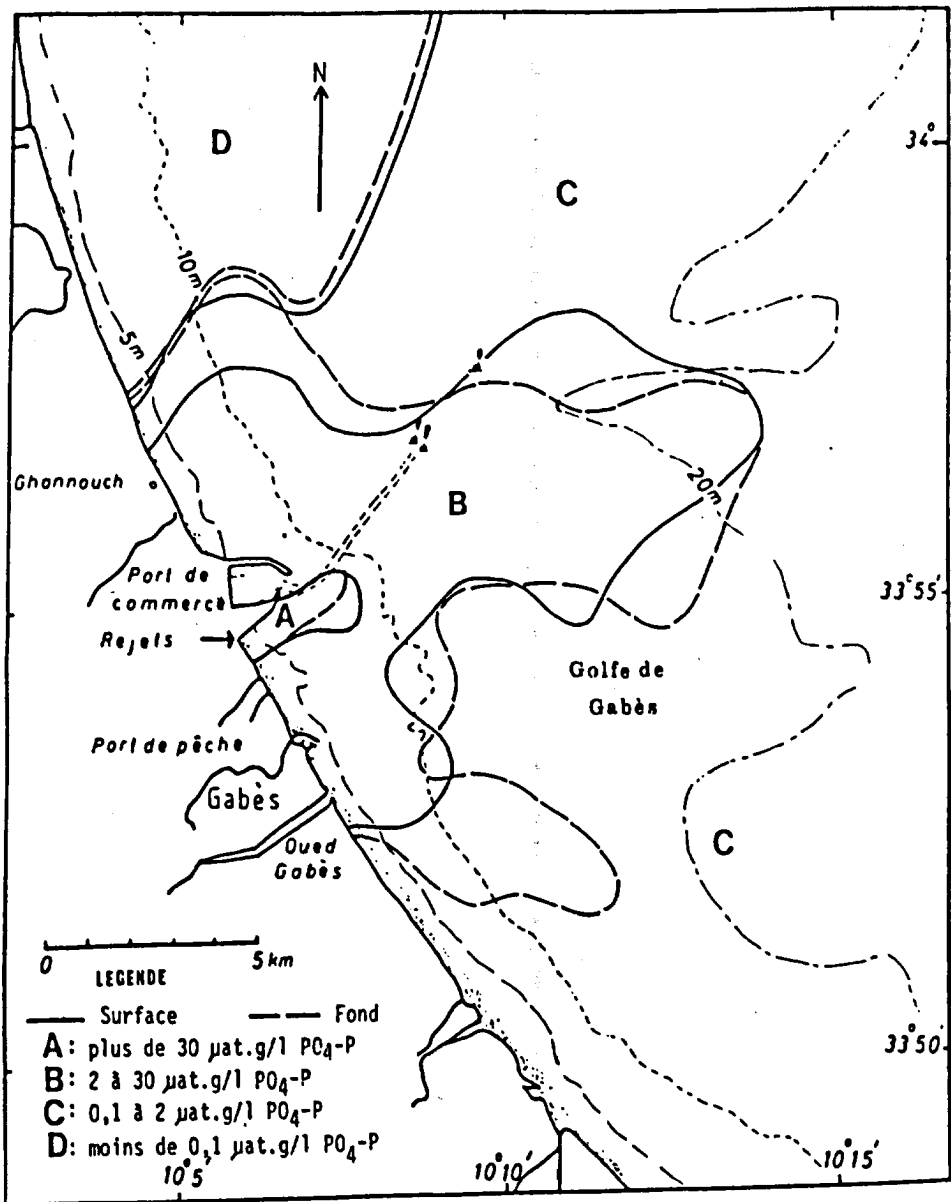 N
D
C
34°
10m
5m
Ghannouch
B
20m
Port de
commerce
A
33°55'
Rejets
Golfe de
Gabès
Port de pêche
Gabès
C
Oued
Gabès
0 5 km
LEGENDE
Surface Fond
A: plus de 30 µat.g/l PO4-P
33°50'
B: 2 à 30 µat.g/l PO4-P
C: 0,1 à 2 µat.g/l PO4-P
D: moins de 0,1 µat.g/l PO4-P
10°5' 10°10' 10°15'